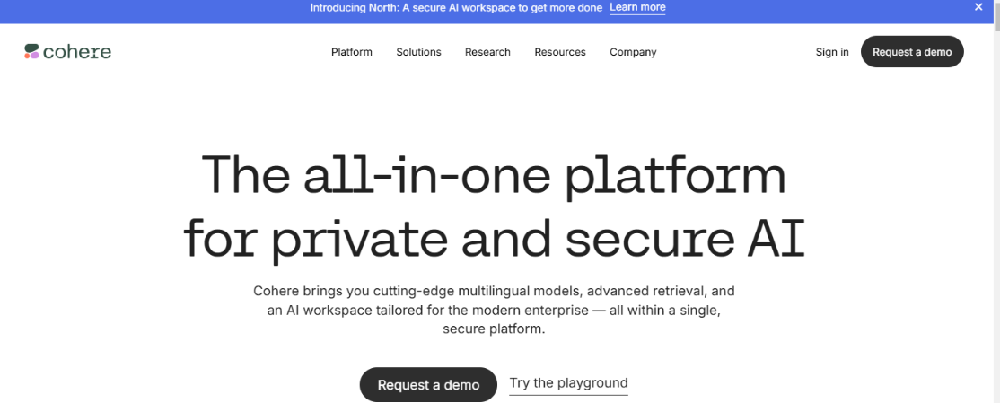 Introducing North: A secure AI workspace to get more done Learn more ×
cohere Platform Solutions Research Resources Company Sign in Request a demo
The all-in-one platform
for private and secure AI
Cohere brings you cutting-edge multilingual models, advanced retrieval, and
an AI workspace tailored for the modern enterprise — all within a single,
secure platform.
Request a demo Try the playground